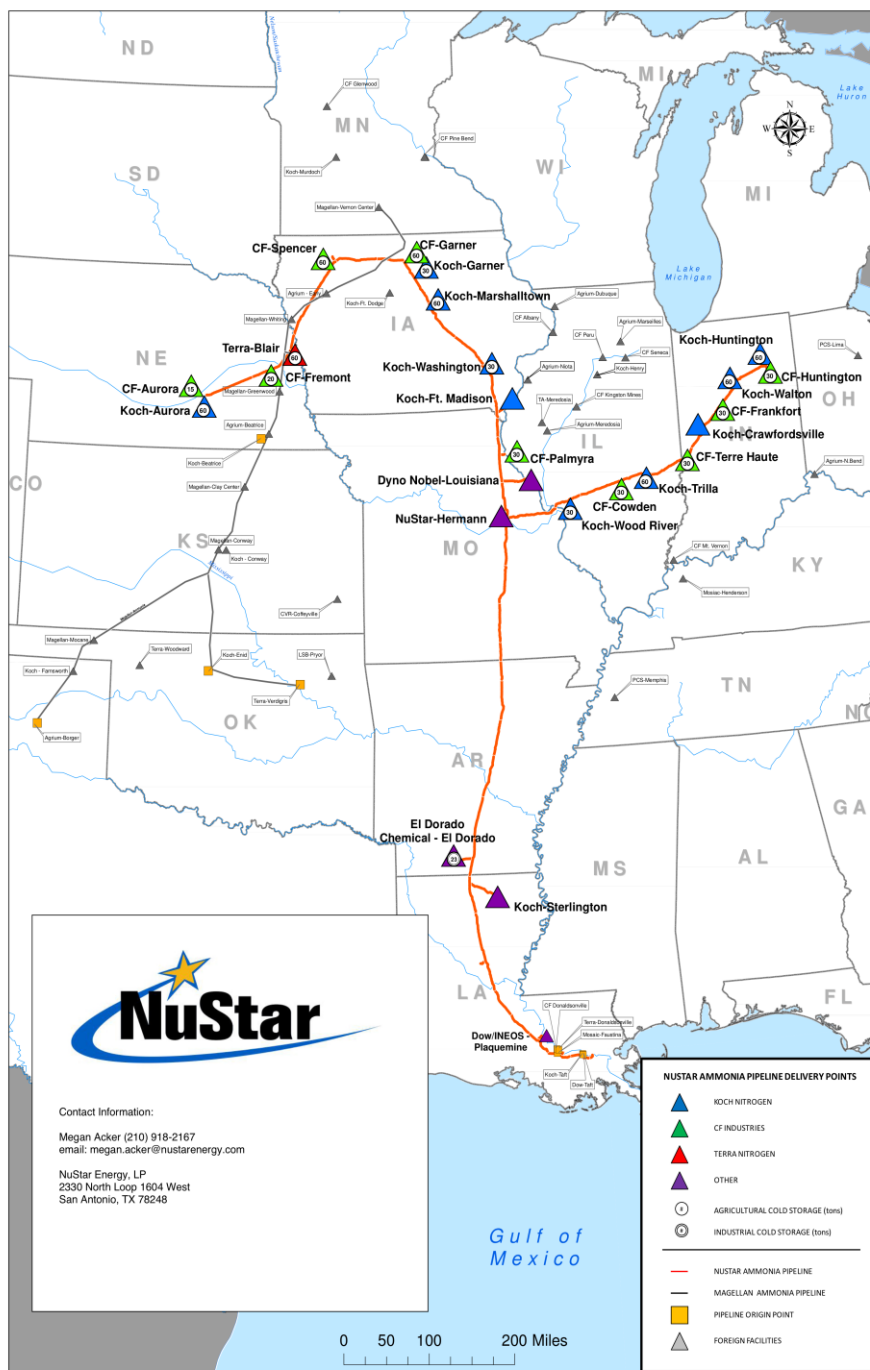 ND
MN
CF Glenwood
CF Pine Bend
Koch-Murdoch
SD
WI
MI
Lake
Huron
N
W
E
S
MI
Magellan-Vernon Center
Lake
Michigan
CF-Spencer
60
CF-Garner
60
Koch-Garner
30
Agrium - Early
Koch-Ft. Dodge
Koch-Marshalltown
60
Agrium-Dubuque
Magellan-Whiting
IA
CF Albany
Agrium-Marseilles
CF Peru
CF Seneca
Koch-Henry
NE
Terra-Blair
60
Koch-Washington
30
Koch-Huntington
60
PCS-Lima
CF-Huntington
30
CF-Aurora
15
CF-Fremont
20
Magellan-Greenwood
Agrium-Niota
Koch-Ft. Madison
CF Kingston Mines
Koch-Walton
60
OH
Koch-Aurora
60
TA-Meredosia
Agrium-Meredosia
CF-Frankfort
30
Agrium-Beatrice
IL
IN
Koch-Crawfordsville
Koch-Beatrice
CF-Palmyra
30
CF-Terre Haute
30
Agrium-N.Bend
CO
Magellan-Clay Center
Dyno Nobel-Louisiana
Koch-Trilla
60
CF-Cowden
30
NuStar-Hermann
Koch-Wood River
30
KS
Magellan-Conway
Koch - Conway
MO
CF Mt. Vernon
KY
Mosaic-Henderson
Mississippi
CVR-Coffeyville
Magellan-Mocane
Terra-Woodward
Koch-Enid
LSB-Pryor
Koch - Farnsworth
PCS-Memphis
TN
NC
Terra-Verdigris
OK
Agrium-Borger
AR
GA
El Dorado
Chemical - El Dorado
23
MS
AL
Koch-Sterlington
LA
FL
CF Donaldsonville
Terra-Donaldsonville
Mosaic-Faustina
Dow/INEOS -
Plaquemine
Koch-Taft
Dow-Taft
NuStar
Contact Information:
Megan Acker (210) 918-2167
email: megan.acker@nustarenergy.com
NuStar Energy, LP
2330 North Loop 1604 West
San Antonio, TX 78248
Gulf of
Mexico
0 50 100 200 Miles
NUSTAR AMMONIA PIPELINE DELIVERY POINTS
KOCH NITROGEN
CF INDUSTRIES
TERRA NITROGEN
OTHER
AGRICULTURAL COLD STORAGE (tons)
INDUSTRIAL COLD STORAGE (tons)
NUSTAR AMMONIA PIPELINE
MAGELLAN AMMONIA PIPELINE
PIPELINE ORIGIN POINT
FOREIGN FACILITIES